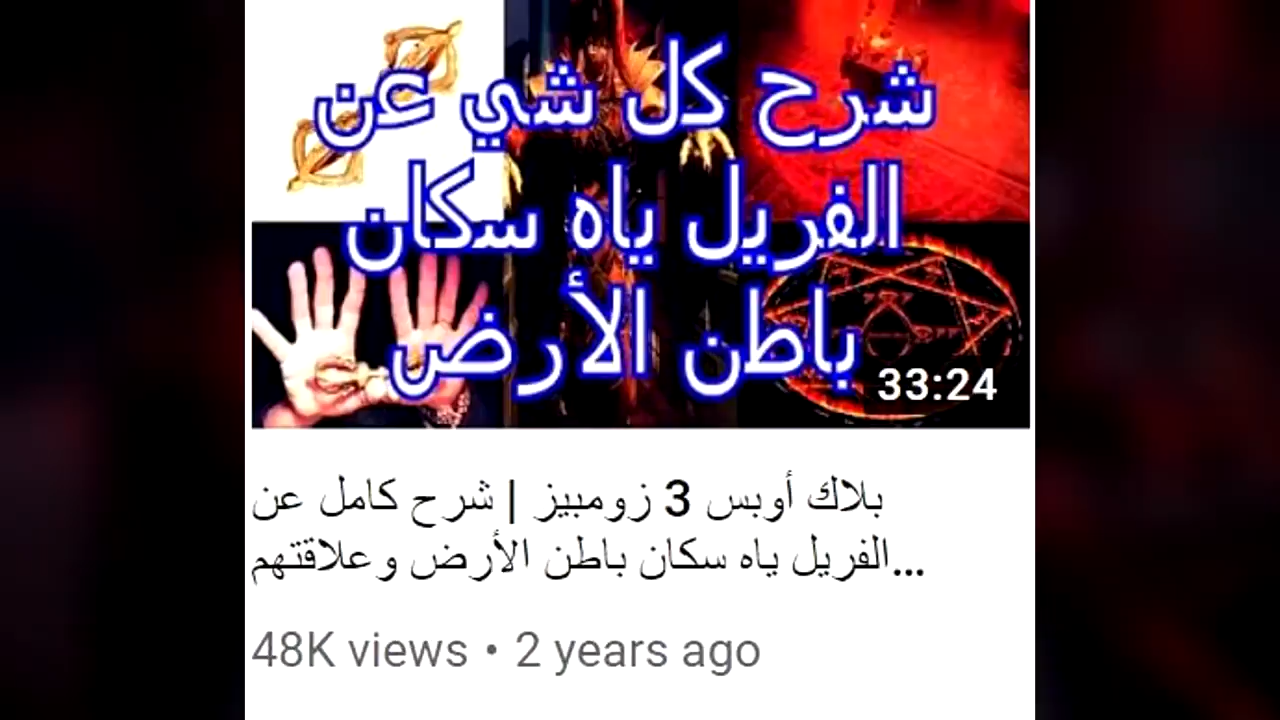 شرح كل شي عن
الفريل ياه سكان
باطن الأرض
33:24
بلاك أوبس 3 زومبيز | شرح كامل عن
الفريل ياه سكان باطن الأرض وعلاقتهم...
48K views • 2 years ago